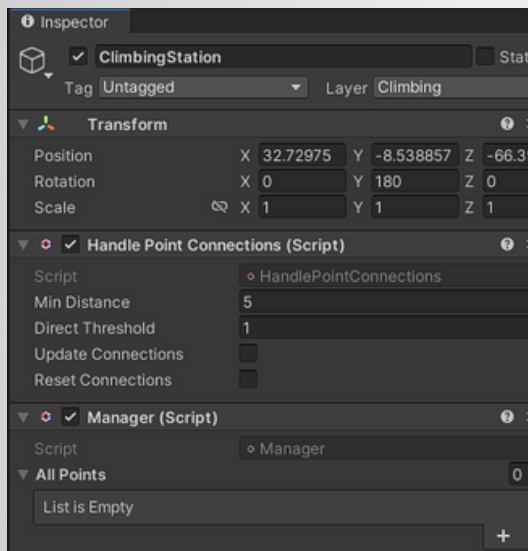 Inspector
ClimbingStation Stat
Tag Untagged Layer Climbing
Transform
Position X 32.72975 Y -8.538857 Z -66.39
Rotation X 0 Y 180 Z 0
Scale X 1 Y 1 Z 1
Handle Point Connections (Script)
Script HandlePointConnections
Min Distance 5
Direct Threshold 1
Update Connections
Reset Connections
Manager (Script)
Script Manager
All Points 0
List is Empty
+